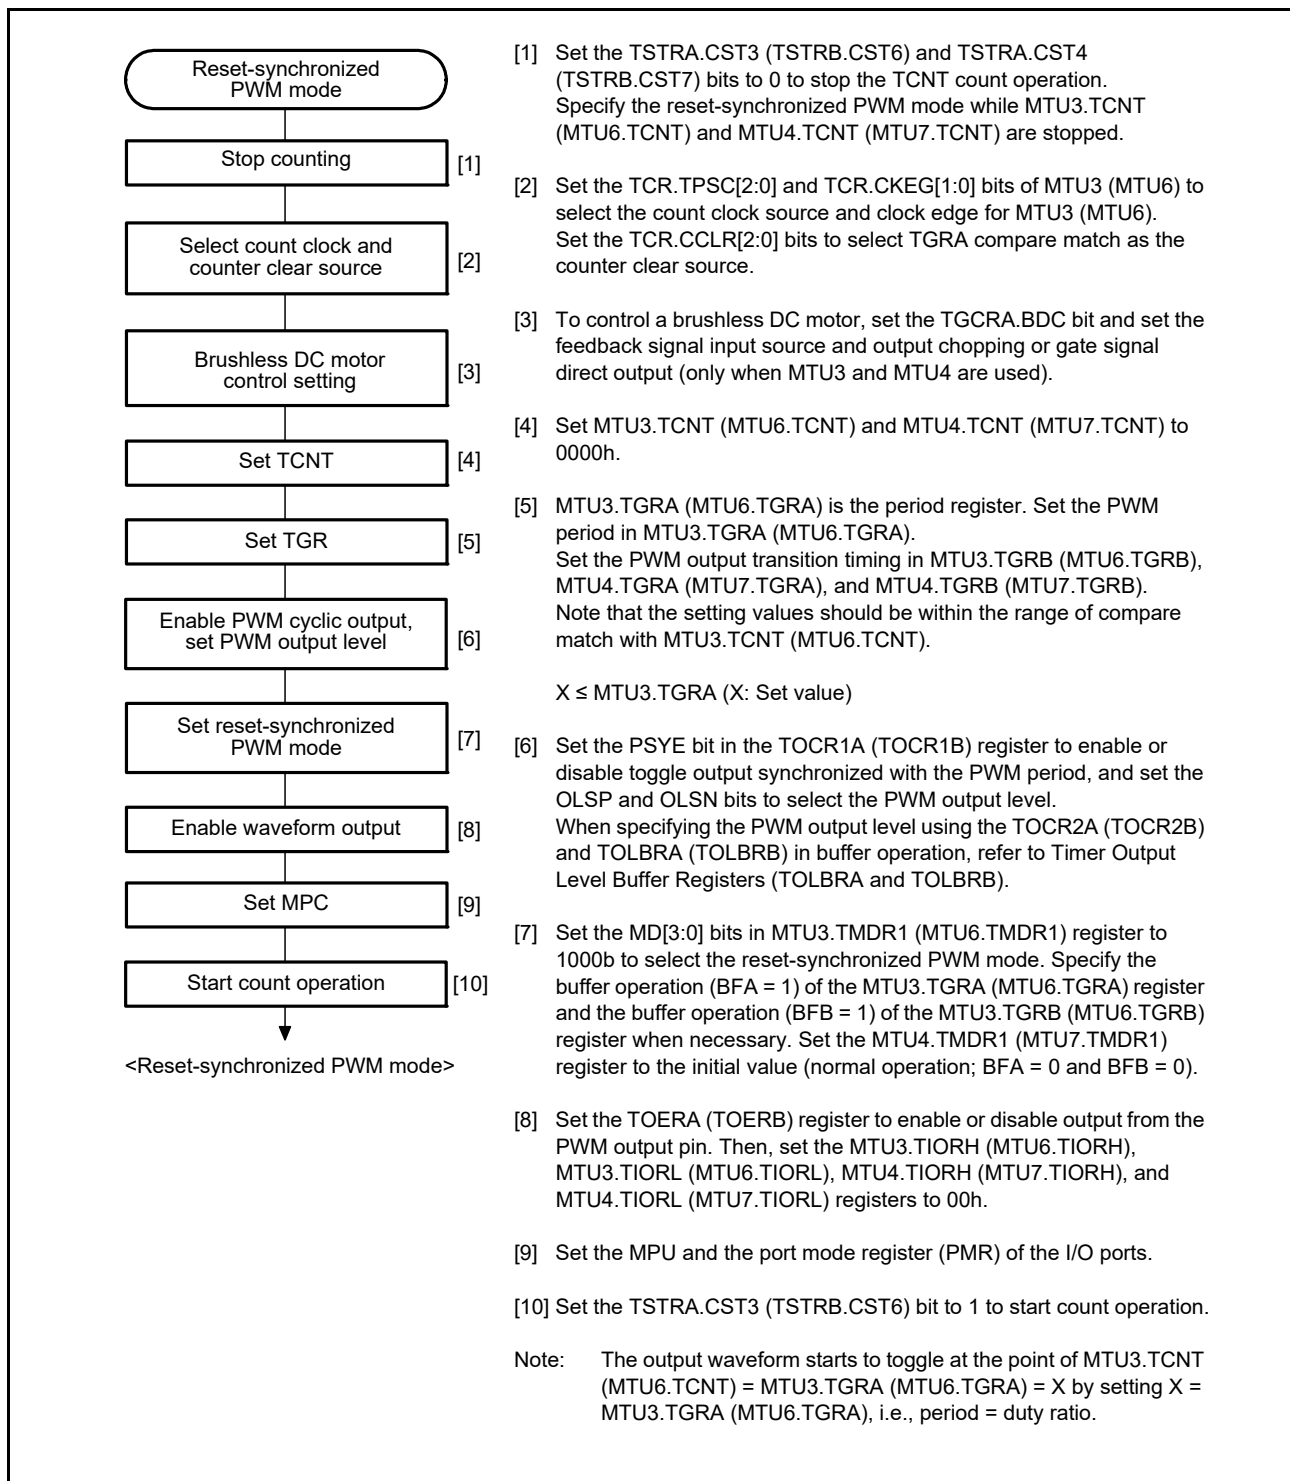 Reset-synchronized
PWM mode
Stop counting
[1]
Select count clock and
counter clear source
[2]
Brushless DC motor
control setting
[3]
Set TCNT
[4]
Set TGR
[5]
Enable PWM cyclic output,
set PWM output level
[6]
Set reset-synchronized
PWM mode
[7]
Enable waveform output
[8]
Set MPC
[9]
Start count operation
[10]
<Reset-synchronized PWM mode>
[1] Set the TSTRA.CST3 (TSTRB.CST6) and TSTRA.CST4
(TSTRB.CST7) bits to 0 to stop the TCNT count operation.
Specify the reset-synchronized PWM mode while MTU3.TCNT
(MTU6.TCNT) and MTU4.TCNT (MTU7.TCNT) are stopped.
[2] Set the TCR.TPSC[2:0] and TCR.CKEG[1:0] bits of MTU3 (MTU6) to
select the count clock source and clock edge for MTU3 (MTU6).
Set the TCR.CCLR[2:0] bits to select TGRA compare match as the
counter clear source.
[3] To control a brushless DC motor, set the TGCRA.BDC bit and set the
feedback signal input source and output chopping or gate signal
direct output (only when MTU3 and MTU4 are used).
[4] Set MTU3.TCNT (MTU6.TCNT) and MTU4.TCNT (MTU7.TCNT) to
0000h.
[5] MTU3.TGRA (MTU6.TGRA) is the period register. Set the PWM
period in MTU3.TGRA (MTU6.TGRA).
Set the PWM output transition timing in MTU3.TGRB (MTU6.TGRB),
MTU4.TGRA (MTU7.TGRA), and MTU4.TGRB (MTU7.TGRB).
Note that the setting values should be within the range of compare
match with MTU3.TCNT (MTU6.TCNT).
X ≤ MTU3.TGRA (X: Set value)
[6] Set the PSYE bit in the TOCR1A (TOCR1B) register to enable or
disable toggle output synchronized with the PWM period, and set the
OLSP and OLSN bits to select the PWM output level.
When specifying the PWM output level using the TOCR2A (TOCR2B)
and TOLBRA (TOLBRB) in buffer operation, refer to Timer Output
Level Buffer Registers (TOLBRA and TOLBRB).
[7] Set the MD[3:0] bits in MTU3.TMDR1 (MTU6.TMDR1) register to
1000b to select the reset-synchronized PWM mode. Specify the
buffer operation (BFA = 1) of the MTU3.TGRA (MTU6.TGRA) register
and the buffer operation (BFB = 1) of the MTU3.TGRB (MTU6.TGRB)
register when necessary. Set the MTU4.TMDR1 (MTU7.TMDR1)
register to the initial value (normal operation; BFA = 0 and BFB = 0).
[8] Set the TOERA (TOERB) register to enable or disable output from the
PWM output pin. Then, set the MTU3.TIORH (MTU6.TIORH),
MTU3.TIORL (MTU6.TIORL), MTU4.TIORH (MTU7.TIORH), and
MTU4.TIORL (MTU7.TIORL) registers to 00h.
[9] Set the MPU and the port mode register (PMR) of the I/O ports.
[10] Set the TSTRA.CST3 (TSTRB.CST6) bit to 1 to start count operation.
Note: The output waveform starts to toggle at the point of MTU3.TCNT
(MTU6.TCNT) = MTU3.TGRA (MTU6.TGRA) = X by setting X =
MTU3.TGRA (MTU6.TGRA), i.e., period = duty ratio.